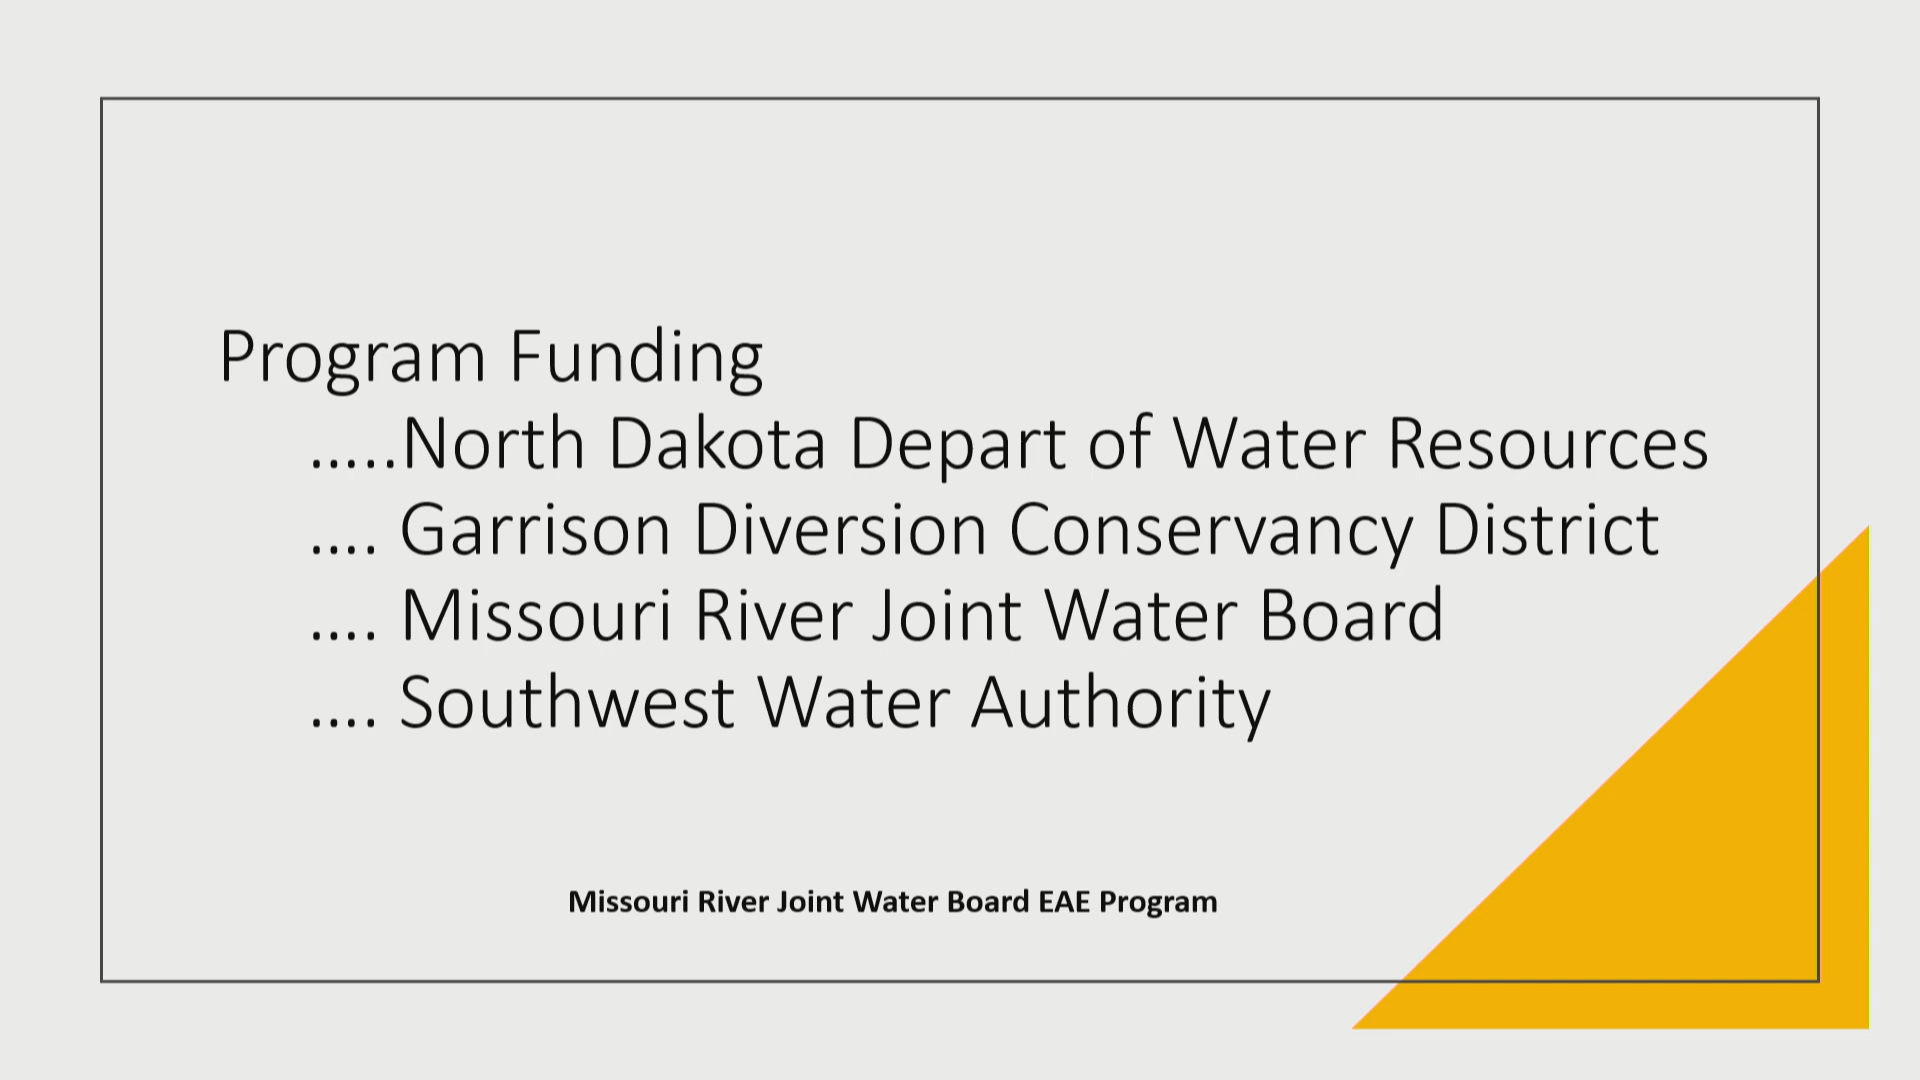 Program Funding
.....North Dakota Depart of Water Resources
.... Garrison Diversion Conservancy District
.... Missouri River Joint Water Board
.... Southwest Water Authority
Missouri River Joint Water Board EAE Program